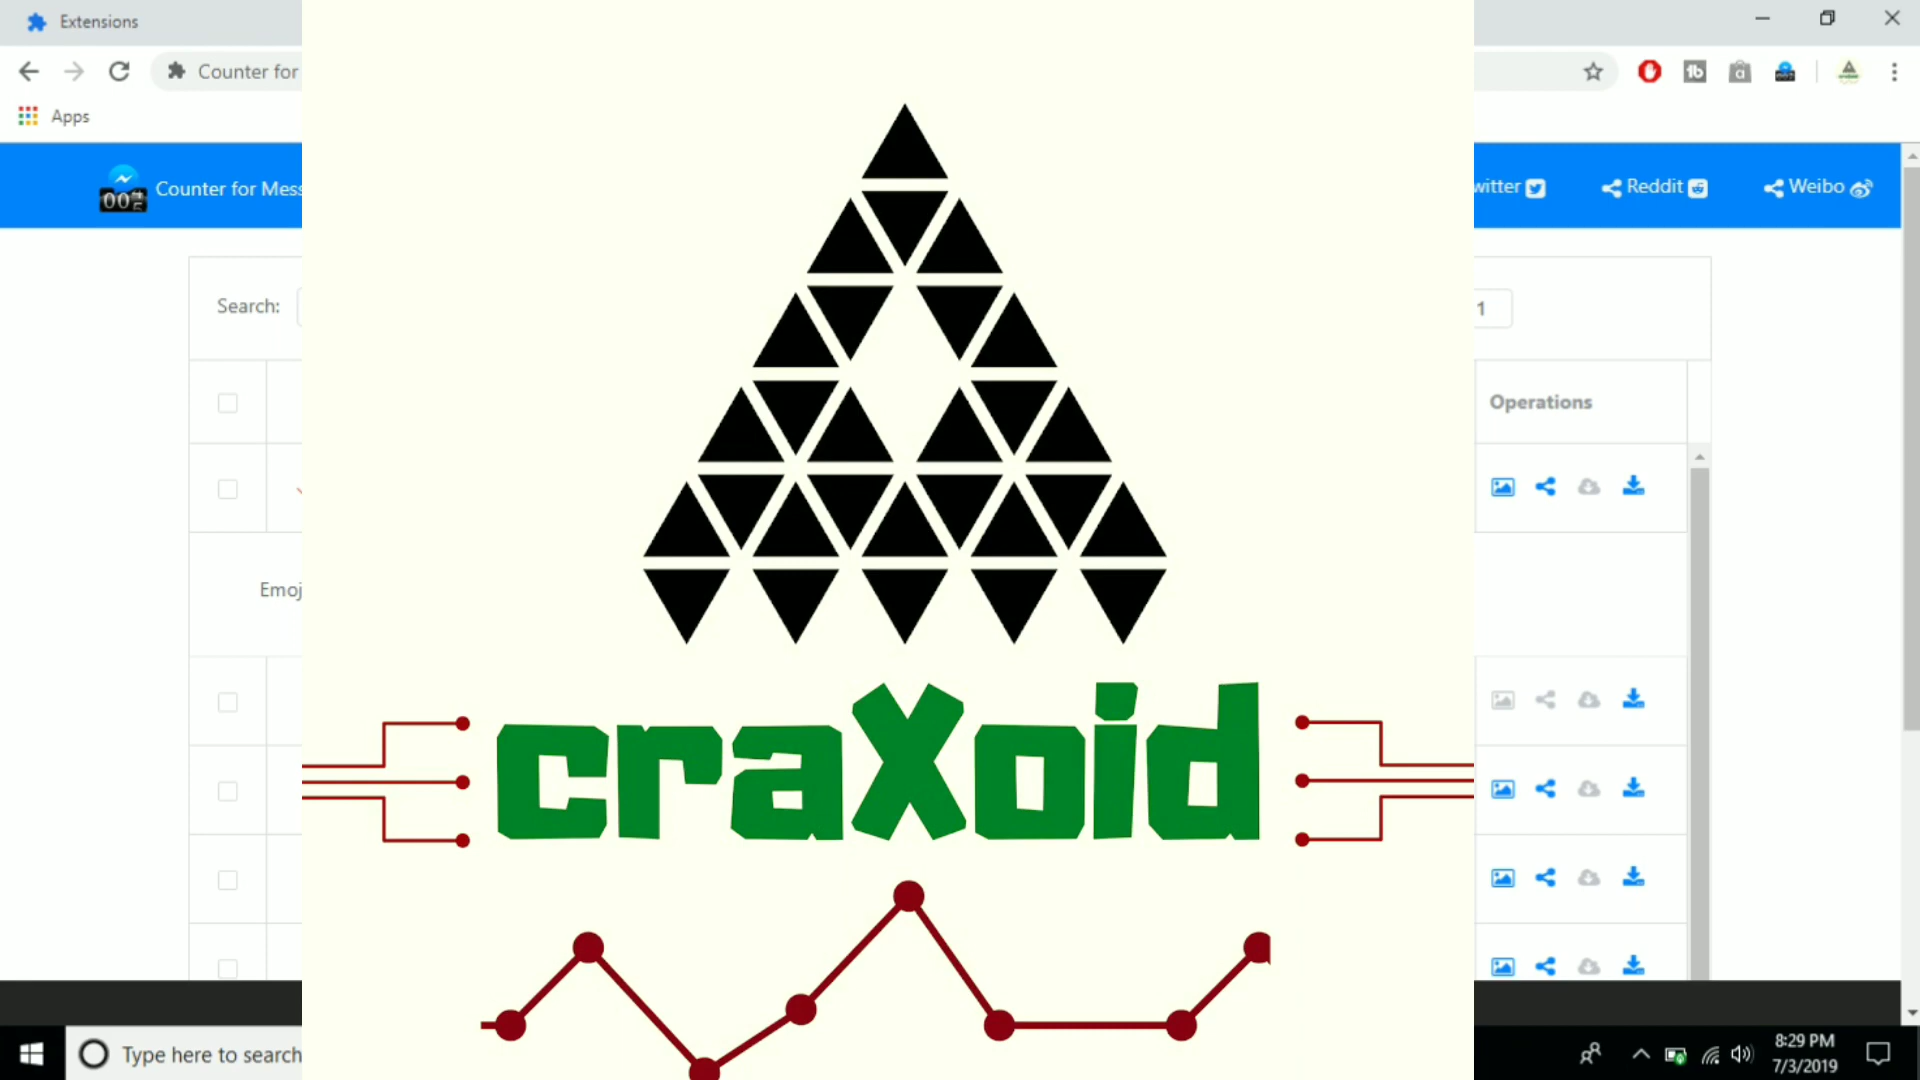 Extensions
Counter for
Apps
Counter for Mess
witter
Reddit
Weibo
Search:
1
Operations
Emoj
craXoid
Type here to search
8:29 PM
7/3/2019